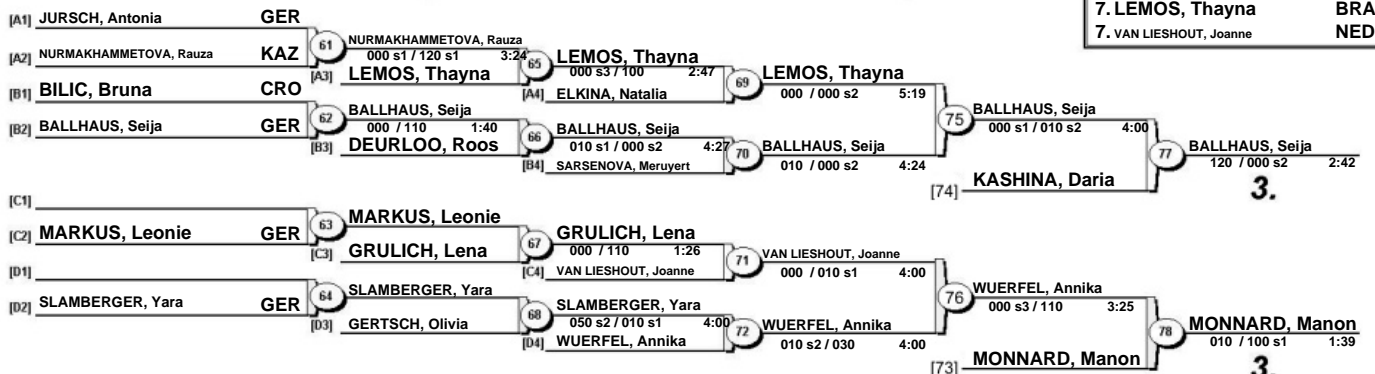 7. LEMOS, Thayna BRA
7. VAN LIESHOUT, Joanne NED
[A1] JURSCH, Antonia GER
[A2] NURMAKHAMMETOVA, Rauza KAZ
61
NURMAKHAMMETOVA, Rauza
000 s1 / 120 s1 3:24
[A3] LEMOS, Thayna
65
LEMOS, Thayna
000 s3 / 100 2:47
[A4] ELKINA, Natalia
69
LEMOS, Thayna
000 / 000 s2 5:19
[B1] BILIC, Bruna CRO
[B2] BALLHAUS, Seija GER
62
BALLHAUS, Seija
000 / 110 1:40
[B3] DEURLOO, Roos
66
BALLHAUS, Seija
010 s1 / 000 s2 4:27
[B4] SARSENOVA, Meruyert
70
BALLHAUS, Seija
010 / 000 s2 4:24
75
BALLHAUS, Seija
000 s1 / 010 s2 4:00
[74] KASHINA, Daria
77
BALLHAUS, Seija
120 / 000 s2 2:42
3.
[C1]
[C2] MARKUS, Leonie GER
63
MARKUS, Leonie
[C3] GRULICH, Lena
67
GRULICH, Lena
000 / 110 1:26
[C4] VAN LIESHOUT, Joanne
71
VAN LIESHOUT, Joanne
000 / 010 s1 4:00
[D1]
[D2] SLAMBERGER, Yara GER
64
SLAMBERGER, Yara
[D3] GERTSCH, Olivia
68
SLAMBERGER, Yara
050 s2 / 010 s1 4:00
[D4] WUERFEL, Annika
72
WUERFEL, Annika
010 s2 / 030 4:00
76
WUERFEL, Annika
000 s3 / 110 3:25
[73] MONNARD, Manon
78
MONNARD, Manon
010 / 100 s1 1:39
3.